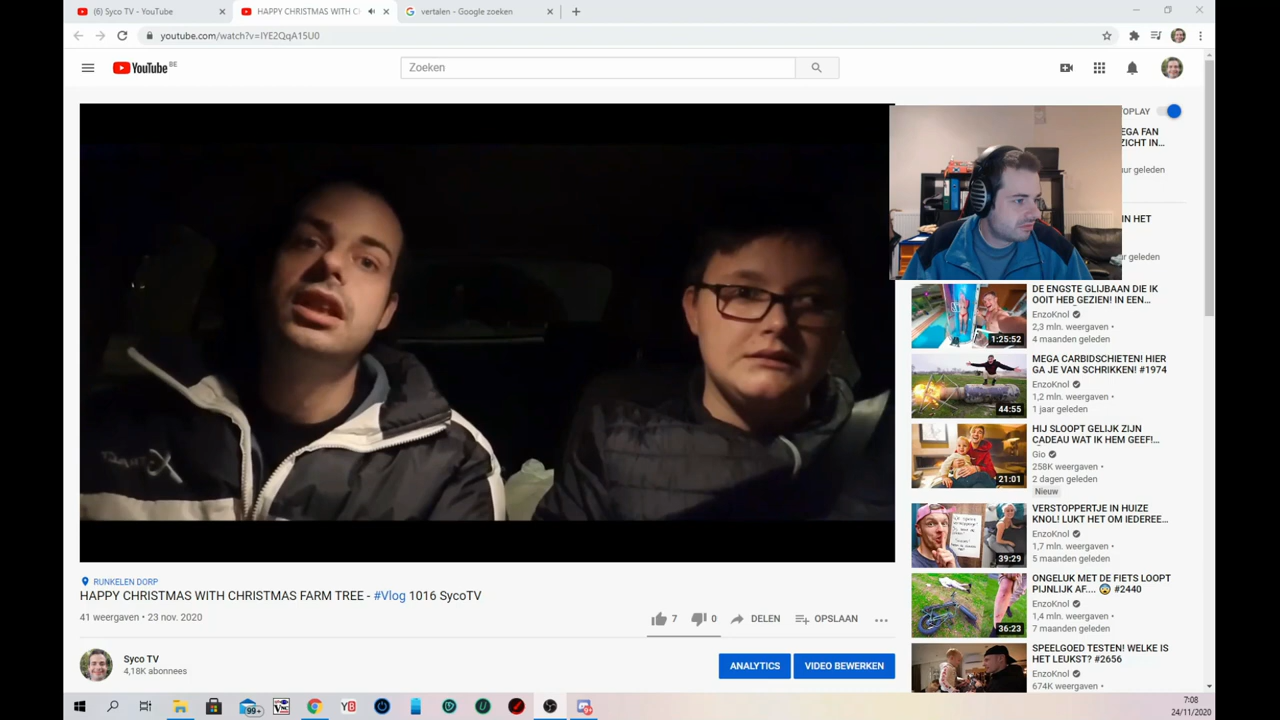 (6) Syco TV - YouTube
HAPPY CHRISTMAS WITH C
vertalen - Google zoeken
youtube.com/watch?v=IYE2QqA15U0
YouTube BE
Zoeken
OPLAY
EGA FAN
ZICHT IN...
ur geleden
IN HET
ur geleden
DE ENGSTE GLIJBAAN DIE IK
OOIT HEB GEZIEN! IN EEN...
EnzoKnol
2,3 mln. weergaven •
4 maanden geleden
1:25:52
MEGA CARBIDSCHIETEN! HIER
GA JE VAN SCHRIKKEN! #1974
EnzoKnol
1,2 mln. weergaven •
1 jaar geleden
44:55
HIJ SLOOPT GELIJK ZIJN
CADEAU WAT IK HEM GEEF!...
Gio
258K weergaven •
2 dagen geleden
Nieuw
21:01
VERSTOPPERTJE IN HUIZE
KNOL! LUKT HET OM IEDEREE...
EnzoKnol
1,7 mln. weergaven •
5 maanden geleden
39:29
ONGELUK MET DE FIETS LOOPT
PIJNLIJK AF.... 😨 #2440
EnzoKnol
1,4 mln. weergaven •
7 maanden geleden
36:23
SPEELGOED TESTEN! WELKE IS
HET LEUKST? #2656
EnzoKnol
674K weergaven •
RUNKELEN DORP
HAPPY CHRISTMAS WITH CHRISTMAS FARM TREE - #Vlog 1016 SycoTV
41 weergaven • 23 nov. 2020
7
0
DELEN
OPSLAAN
Syco TV
4,18K abonnees
ANALYTICS
VIDEO BEWERKEN
99+
YB
7:08
24/11/2020